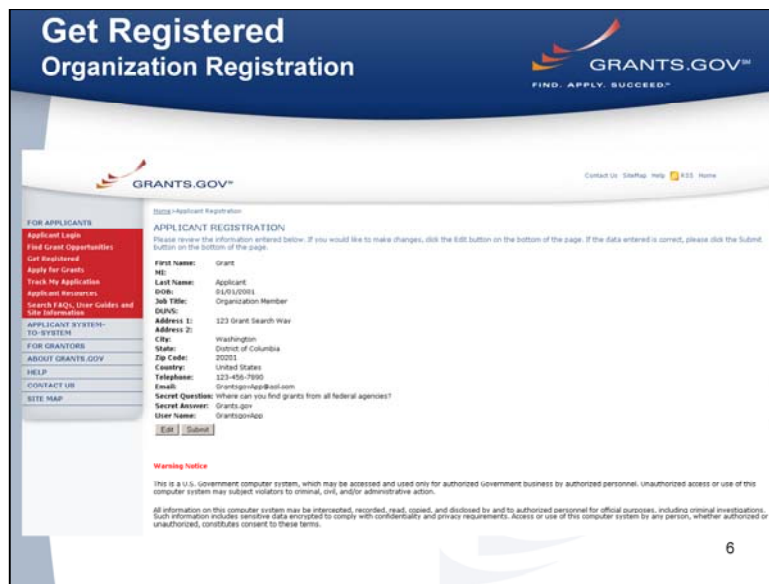 Get Registered
Organization Registration
GRANTS.GOV℠
FIND. APPLY. SUCCEED.℠
GRANTS.GOV℠
Contact Us SiteMap Help RSS Home
FOR APPLICANTS
Applicant Login
Find Grant Opportunities
Get Registered
Apply for Grants
Track My Application
Applicant Resources
Search FAQs, User Guides and
Site Information
APPLICANT SYSTEM-
TO-SYSTEM
FOR GRANTORS
ABOUT GRANTS.GOV
HELP
CONTACT US
SITE MAP
Home>Applicant Registration
APPLICANT REGISTRATION
Please review the information entered below. If you would like to make changes, click the Edit button on the bottom of the page. If the data entered is correct, please click the Submit
button on the bottom of the page.
First Name: Grant
MI:
Last Name: Applicant
DOB: 01/01/2001
Job Title: Organization Member
DUNS:
Address 1: 123 Grant Search Way
Address 2:
City: Washington
State: District of Columbia
Zip Code: 20201
Country: United States
Telephone: 123-456-7890
Email: GrantsgovApp@aol.com
Secret Question: Where can you find grants from all federal agencies?
Secret Answer: Grants.gov
User Name: GrantsgovApp
Edit Submit
Warning Notice
This is a U.S. Government computer system, which may be accessed and used only for authorized Government business by authorized personnel. Unauthorized access or use of this
computer system may subject violators to criminal, civil, and/or administrative action.
All information on this computer system may be intercepted, recorded, read, copied, and disclosed by and to authorized personnel for official purposes, including criminal investigations.
Such information includes sensitive data encrypted to comply with confidentiality and privacy requirements. Access or use of this computer system by any person, whether authorized or
unauthorized, constitutes consent to these terms.
6